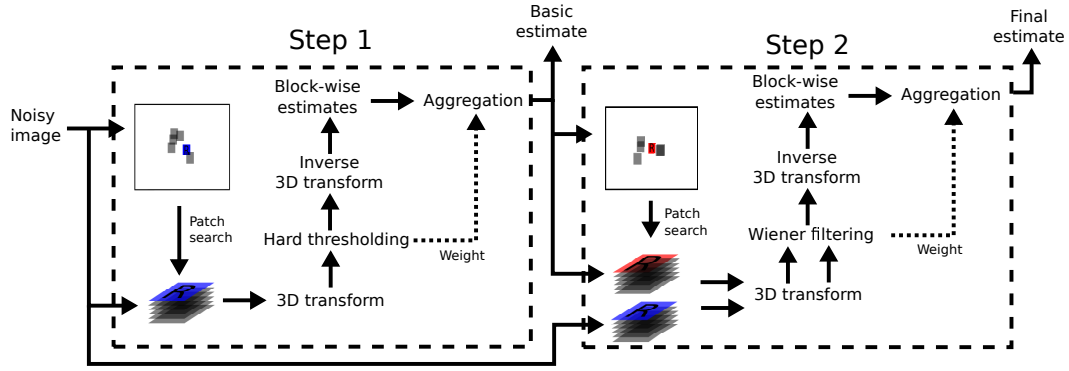 Basic
estimate
Final
estimate
Step 1
Step 2
Noisy
image
Block-wise
estimates
Aggregation
Inverse
3D transform
Patch
search
Hard thresholding
Weight
R
3D transform
Block-wise
estimates
Aggregation
R
Inverse
3D transform
Patch
search
Wiener filtering
Weight
R
3D transform
R